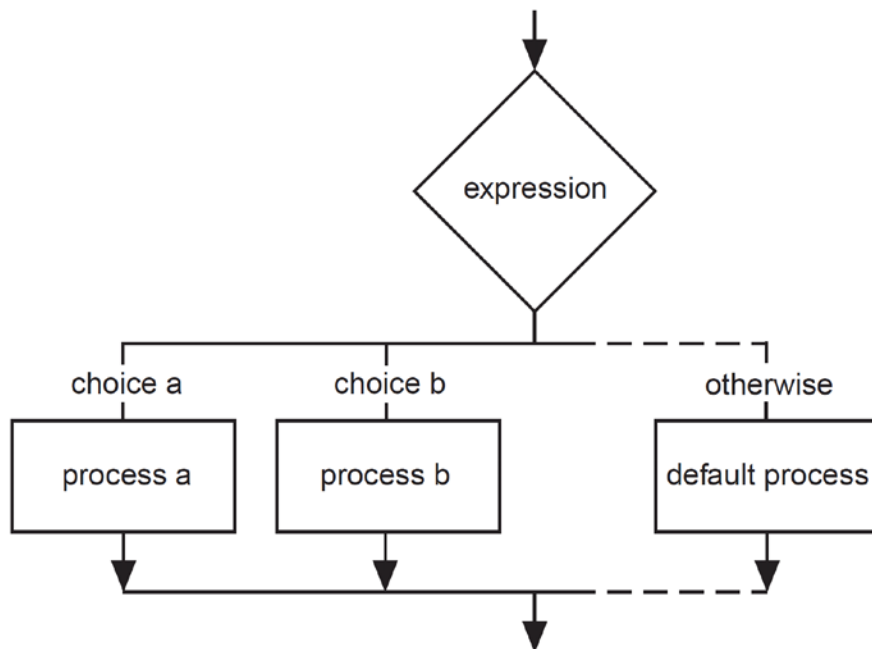 expression
choice a
choice b
otherwise
process a
process b
default process